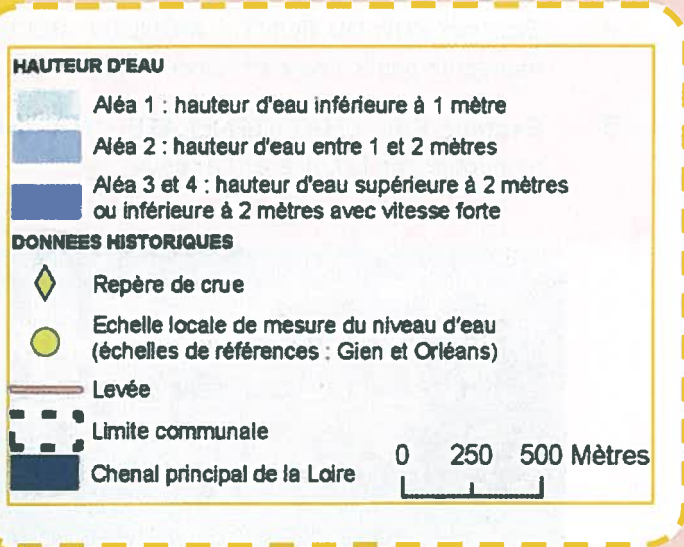 HAUTEUR D'EAU
Aléa 1 : hauteur d'eau inférieure à 1 mètre
Aléa 2 : hauteur d'eau entre 1 et 2 mètres
Aléa 3 et 4 : hauteur d'eau supérieure à 2 mètres
ou inférieure à 2 mètres avec vitesse forte
DONNEES HISTORIQUES
Repère de crue
Echelle locale de mesure du niveau d'eau
(échelles de références : Gien et Orléans)
Levée
Limite communale
Chenal principal de la Loire
0 250 500 Mètres